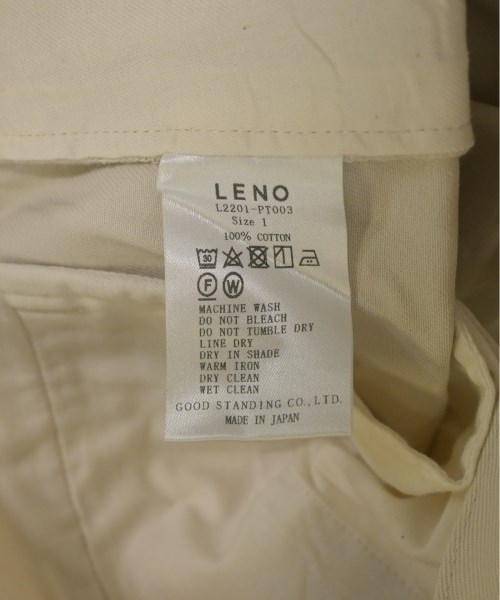 LENO
L2201-PT003
Size 1
100% COTTON
30
F W
MACHINE WASH
DO NOT BLEACH
DO NOT TUMBLE DRY
LINE DRY
DRY IN SHADE
WARM IRON
DRY CLEAN
WET CLEAN
GOOD STANDING CO., LTD.
MADE IN JAPAN